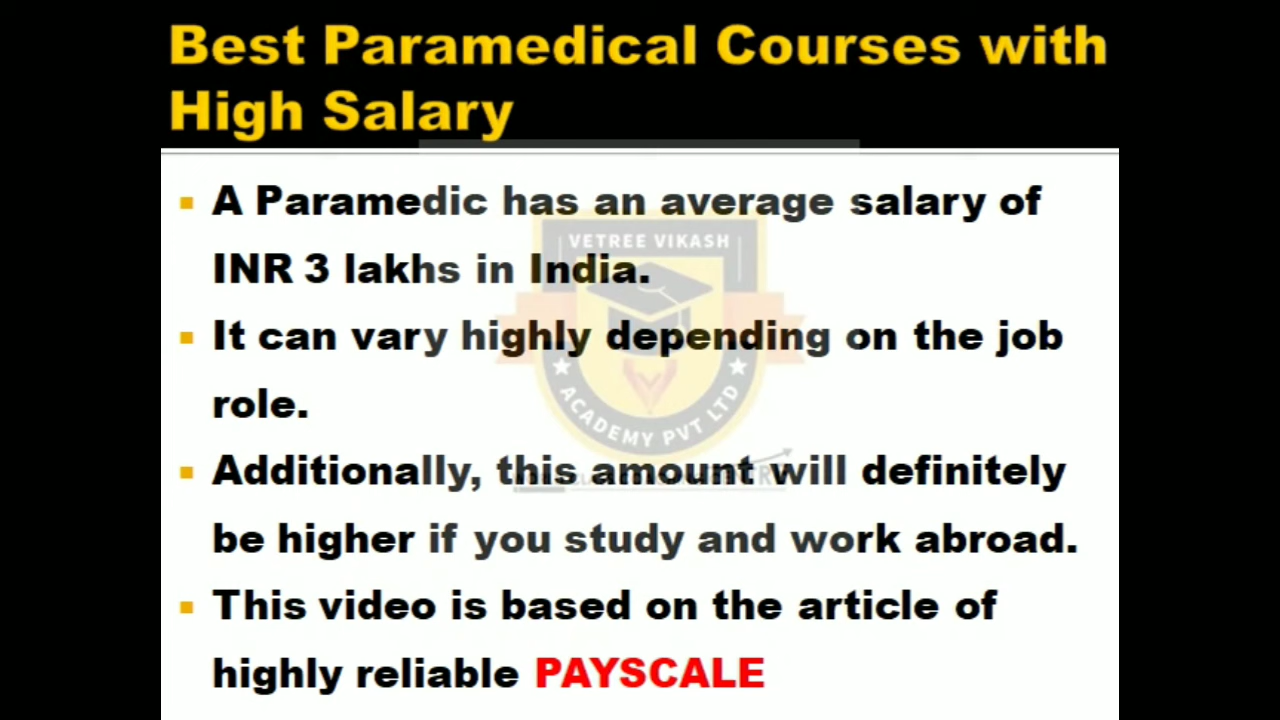 Best Paramedical Courses with
High Salary
A Paramedic has an average salary of
INR 3 lakhs in India.
It can vary highly depending on the job
role.
Additionally, this amount will definitely
be higher if you study and work abroad.
This video is based on the article of
highly reliable PAYSCALE
VETREE VIKASH
ACADEMY PVT LTD